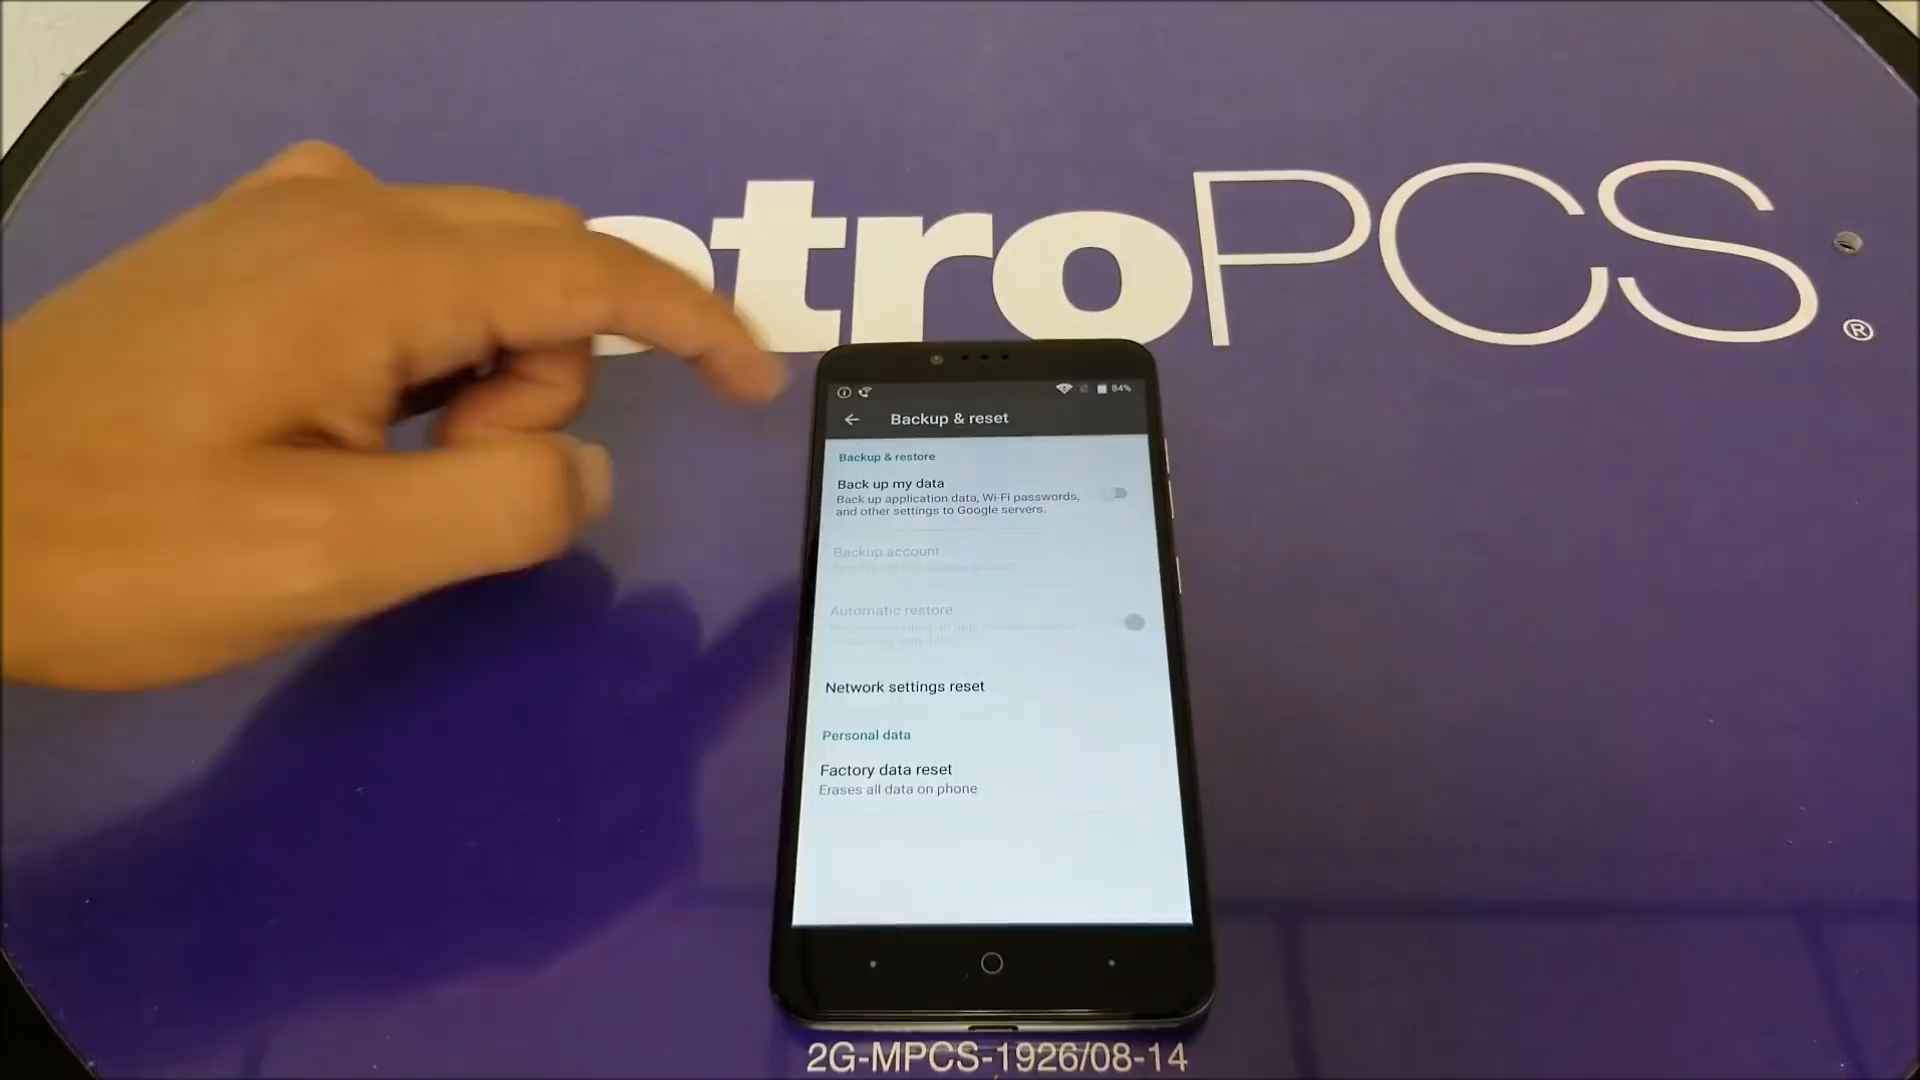 etroPCS.®
84%
Backup & reset
Backup & restore
Back up my data
Back up application data, Wi-Fi passwords,
and other settings to Google servers.
Backup account
Automatic restore
Network settings reset
Personal data
Factory data reset
Erases all data on phone
2G-MPCS-1926/08-14